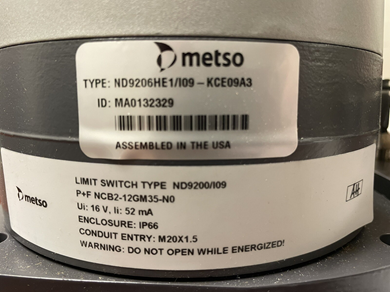 metso
TYPE: ND9206HE1/I09 – KCE09A3
ID: MA0132329
ASSEMBLED IN THE USA
metso
LIMIT SWITCH TYPE ND9200/I09
P+F NCB2-12GM35-N0
Ui: 16 V, Ii: 52 mA
ENCLOSURE: IP66
CONDUIT ENTRY: M20X1.5
WARNING: DO NOT OPEN WHILE ENERGIZED!